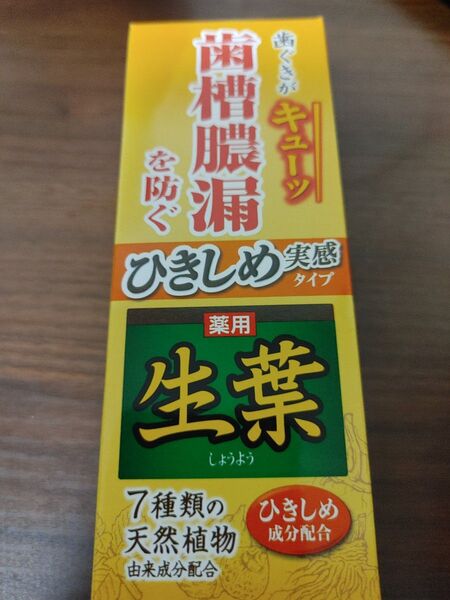 歯ぐきが
キューッ
歯槽膿漏
を防ぐ
ひきしめ実感
タイプ
薬用
生葉
しょうよう
7種類の
天然植物
由来成分配合
ひきしめ
成分配合